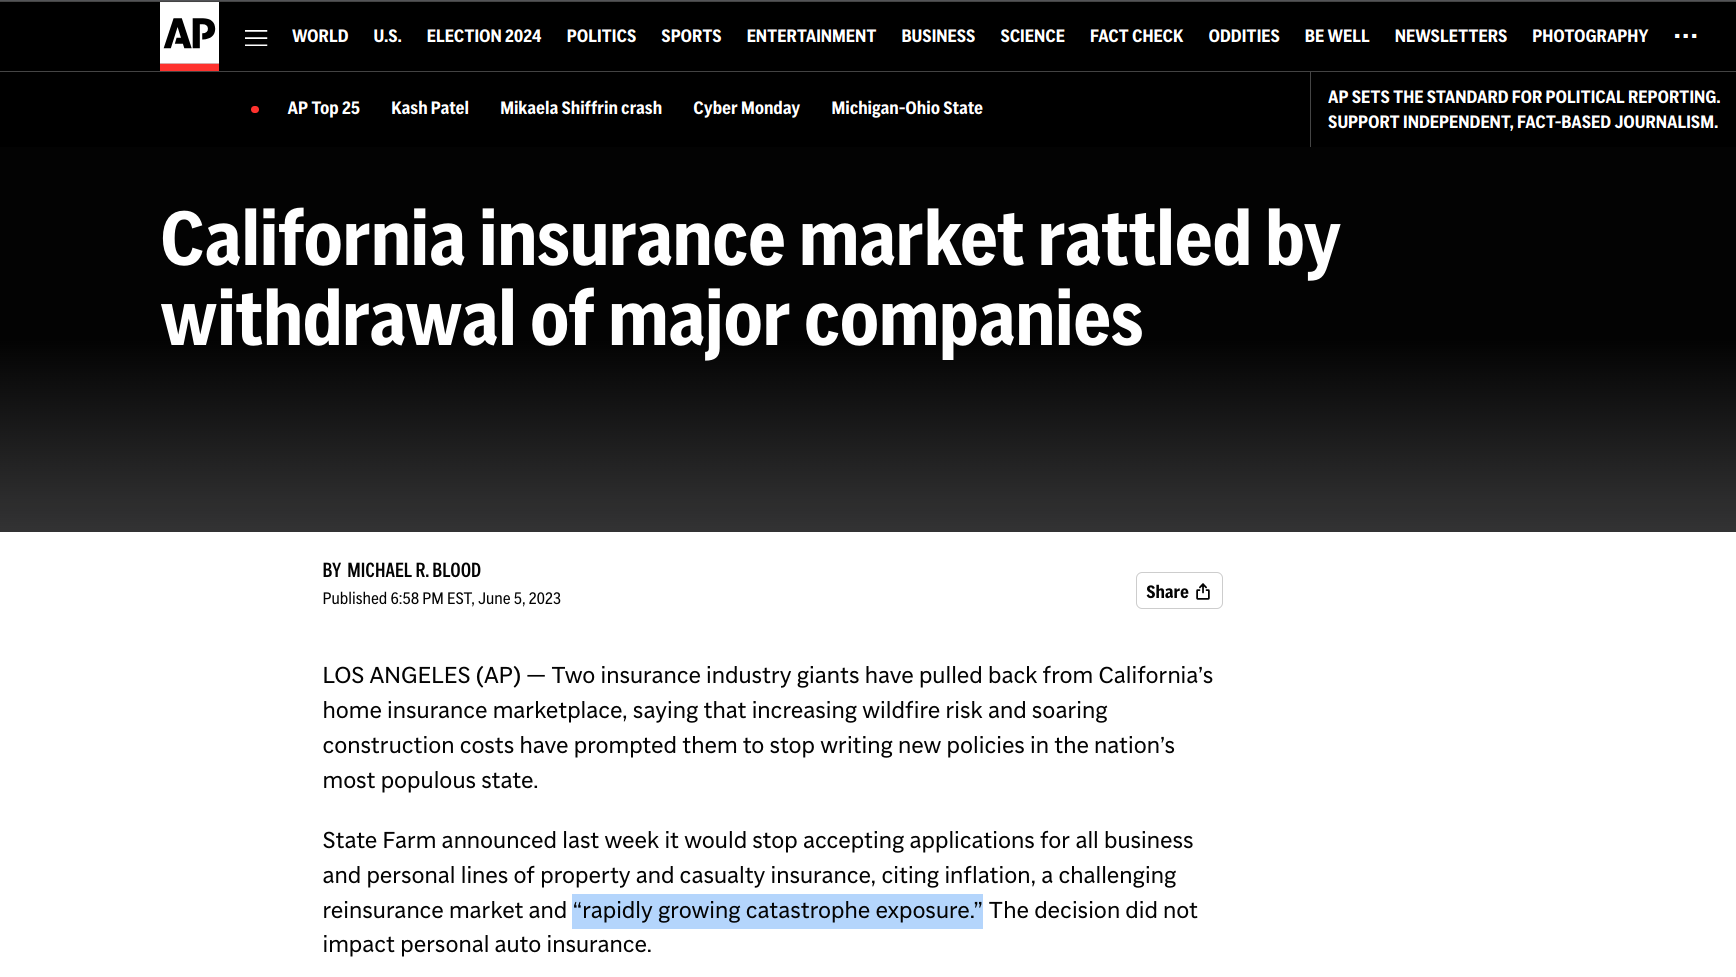 AP
WORLD U.S. ELECTION 2024 POLITICS SPORTS ENTERTAINMENT BUSINESS SCIENCE FACT CHECK ODDITIES BE WELL NEWSLETTERS PHOTOGRAPHY ...
AP Top 25 Kash Patel Mikaela Shiffrin crash Cyber Monday Michigan-Ohio State
AP SETS THE STANDARD FOR POLITICAL REPORTING.
SUPPORT INDEPENDENT, FACT-BASED JOURNALISM.
California insurance market rattled by
withdrawal of major companies
BY MICHAEL R. BLOOD
Published 6:58 PM EST, June 5, 2023
Share
LOS ANGELES (AP) — Two insurance industry giants have pulled back from California’s
home insurance marketplace, saying that increasing wildfire risk and soaring
construction costs have prompted them to stop writing new policies in the nation’s
most populous state.
State Farm announced last week it would stop accepting applications for all business
and personal lines of property and casualty insurance, citing inflation, a challenging
reinsurance market and “rapidly growing catastrophe exposure.” The decision did not
impact personal auto insurance.